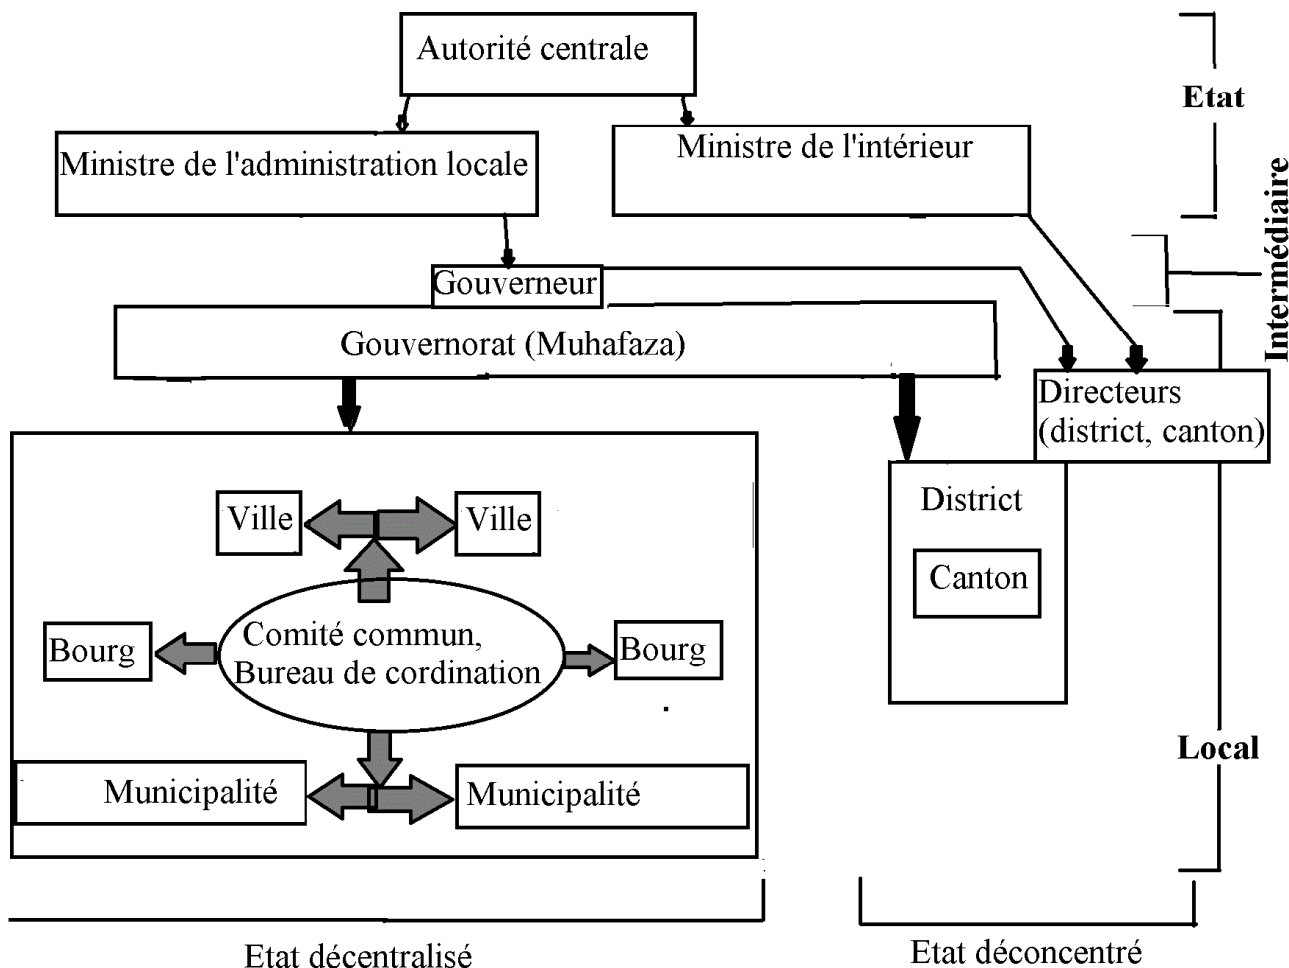 Autorité centrale
Etat
Ministre de l'administration locale
Ministre de l'intérieur
Intermédiaire
Gouverneur
Gouvernorat (Muhafaza)
Directeurs
(district, canton)
District
Ville
Ville
Canton
Comité commun,
Bureau de cordination
Bourg
Bourg
Local
Municipalité
Municipalité
Etat décentralisé
Etat déconcentré